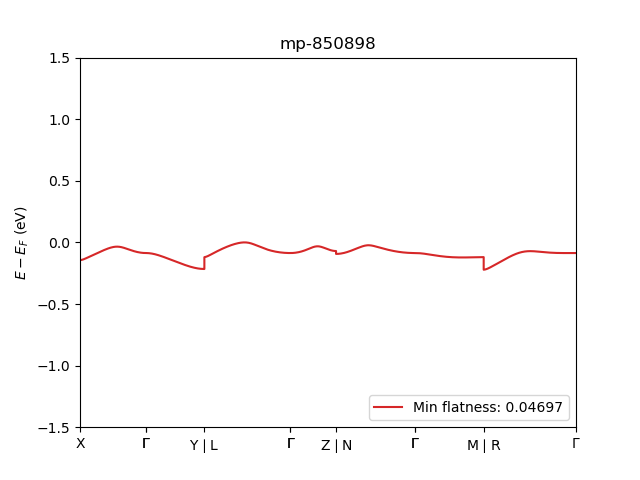 mp-850898
1.5
1.0
0.5
0.0
−0.5
−1.0
−1.5
E − E_F (eV)
Min flatness: 0.04697
X Γ Y | L Γ Z | N Γ M | R Γ